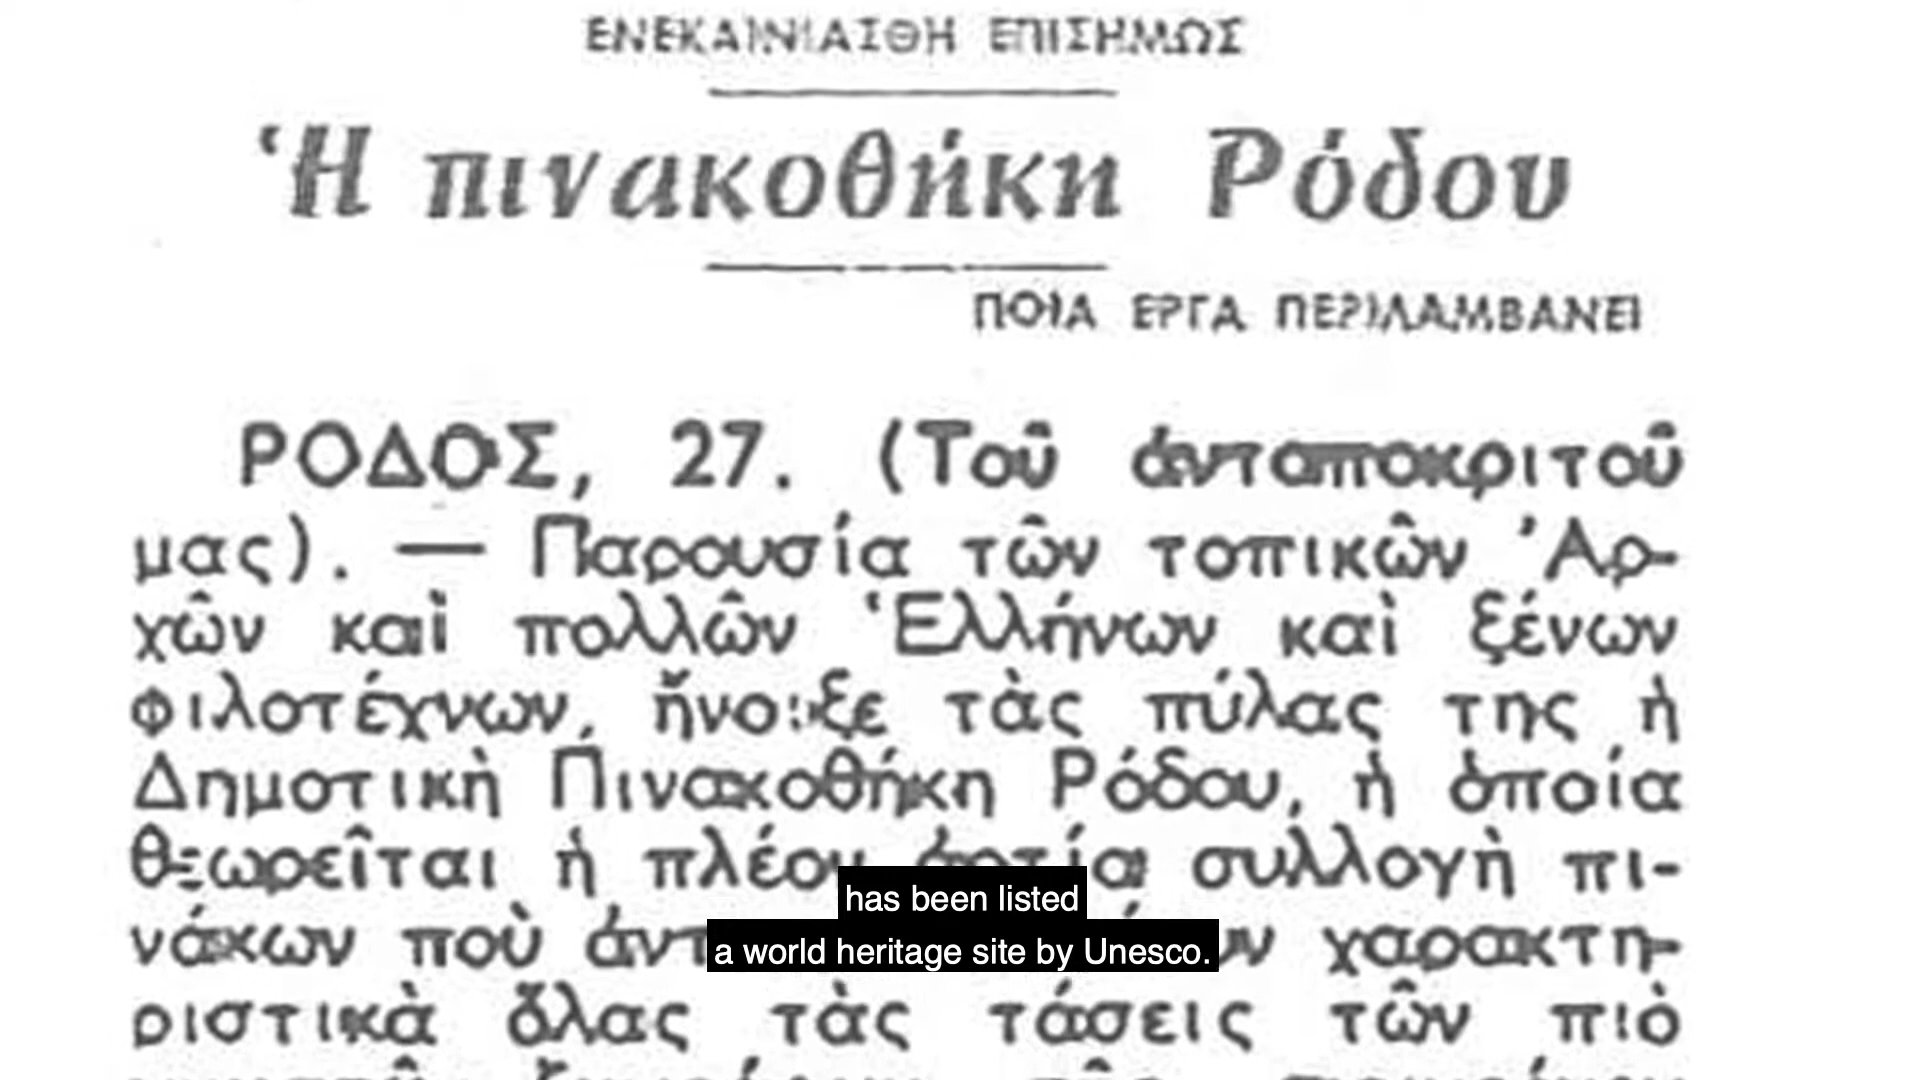 ΕΝΕΚΑΙΝΙΑΣΘΗ ΕΠΙΣΗΜΩΣ
Ἡ πινακοθήκη Ρόδου
ΠΟΙΑ ΕΡΓΑ ΠΕΡΙΛΑΜΒΑΝΕΙ
ΡΟΔΟΣ, 27. (Τοῦ ἀνταποκριτοῦ
μας). — Παρουσία τῶν τοπικῶν Ἀρ-
χῶν καὶ πολλῶν Ἑλλήνων καὶ ξένων
φιλοτέχνων, ἤνοιξε τὰς πύλας της ἡ
Δημοτικὴ Πινακοθήκη Ρόδου, ἡ ὁποία
θεωρεῖται ἡ πλέον ἀρτία συλλογὴ πι-
νάκων ποὺ χαρακτη-
ριστικὰ ὅλας τὰς τάσεις τῶν πιὸ
has been listed
a world heritage site by Unesco.